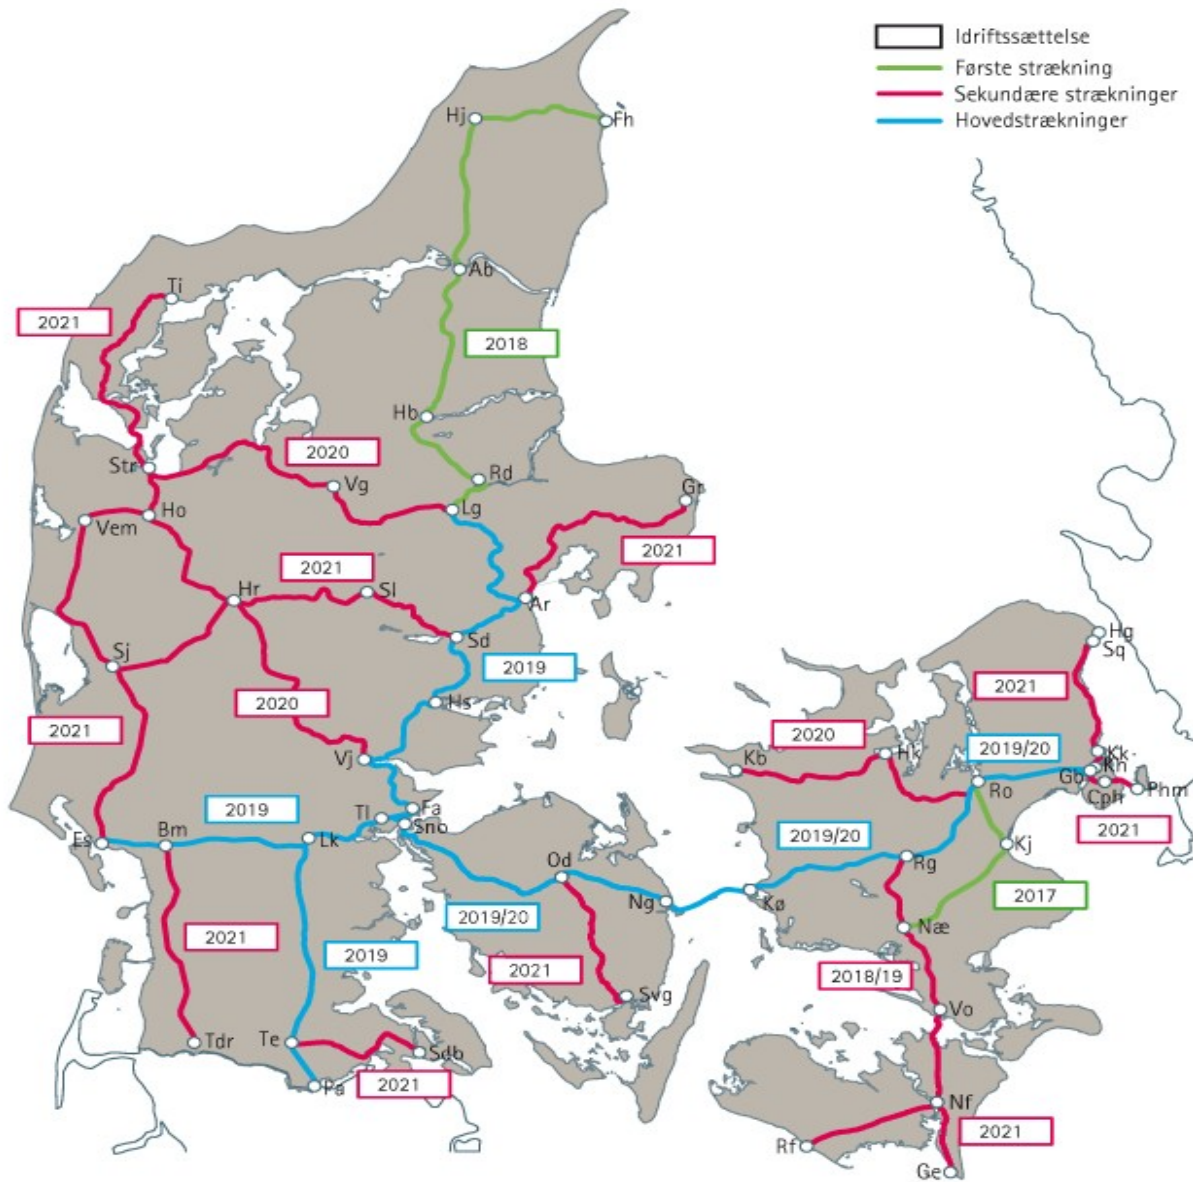 Idriftssættelse
Første strækning
Sekundære strækninger
Hovedstrækninger
Hj
Fh
Ab
Ti
2021
2018
Hb
2020
Str
Vg
Rd
Lg
Gr
Vem
Ho
2021
2021
Hr
Sl
Ar
Sd
Sj
2019
Hs
2020
2021
Vj
Hg
Sq
2021
2020
2019/20
Kb
Hk
Kk
Kh
Gb
Ro
Cph
Phm
2021
2019
Tl
Fa
Sno
Es
Bm
Lk
2019/20
Kj
Od
Rg
2019/20
Ng
Kø
2017
Næ
2021
2019
2021
2018/19
Svg
Vo
Tdr
Te
Sdb
2021
Pa
Nf
2021
Rf
Ge